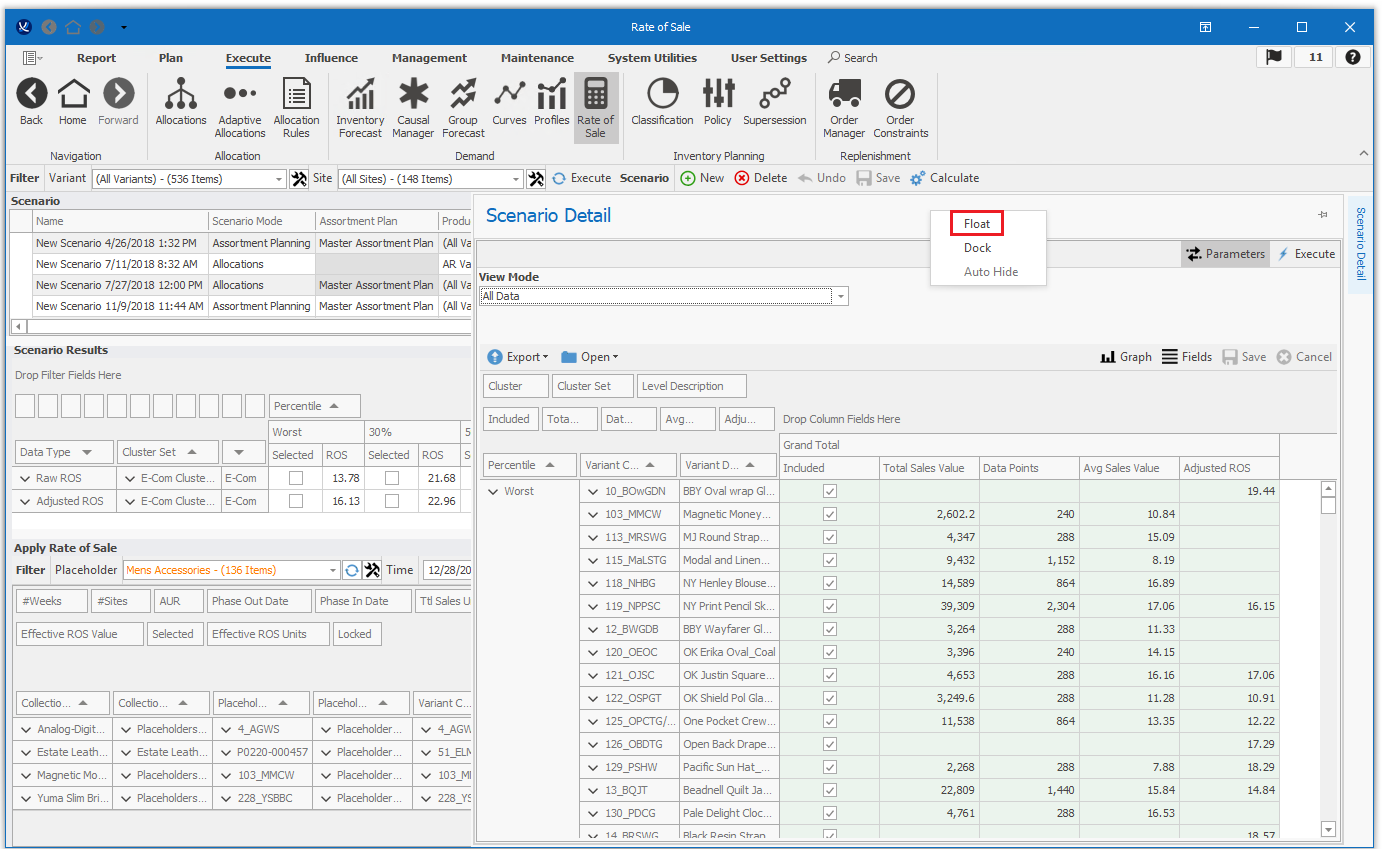 Rate of Sale
Report Plan Execute Influence Management Maintenance System Utilities User Settings Search 11
Back Home Forward Allocations Adaptive Allocations Allocation Rules Inventory Forecast Causal Manager Group Forecast Curves Profiles Rate of Sale Classification Policy Supersession Order Manager Order Constraints
Navigation Allocation Demand Inventory Planning Replenishment
Filter Variant (All Variants) - (536 Items) Site (All Sites) - (148 Items) Execute Scenario New Delete Undo Save Calculate
Scenario
Name Scenario Mode Assortment Plan Produ
New Scenario 4/26/2018 1:32 PM Assortment Planning Master Assortment Plan (All Va
New Scenario 7/11/2018 8:32 AM Allocations AR Va
New Scenario 7/27/2018 12:00 PM Allocations Master Assortment Plan (All Va
New Scenario 11/9/2018 11:44 AM Assortment Planning Master Assortment Plan (All Va
Scenario Results
Drop Filter Fields Here
Percentile
Worst 30% 5
Data Type Cluster Set Selected ROS Selected ROS S
Raw ROS E-Com Cluste... E-Com 13.78 21.68
Adjusted ROS E-Com Cluste... E-Com 16.13 22.96
Apply Rate of Sale
Filter Placeholder Mens Accessories - (136 Items) Time 12/28/20
#Weeks #Sites AUR Phase Out Date Phase In Date Ttl Sales U
Effective ROS Value Selected Effective ROS Units Locked
Collectio... Collectio... Placehol... Placehol... Variant C...
Analog-Digit... Placeholders... 4_AGWS Placeholders... 4_AGW
Estate Leath... Estate Leath... P0220-000457 Placeholders... 51_ELM
Magnetic Mo... Placeholders... 103_MMCW Placeholders... 103_M
Yuma Slim Bri... Placeholders... 228_YSBBC Placeholders... 228_YS
Scenario Detail
Float
Dock
Auto Hide
Parameters Execute
Scenario Detail
View Mode
All Data
Export Open Graph Fields Save Cancel
Cluster Cluster Set Level Description
Included Tota... Dat... Avg... Adju... Drop Column Fields Here
Grand Total
Percentile Variant C... Variant D... Included Total Sales Value Data Points Avg Sales Value Adjusted ROS
Worst 10_BOwGDN BBY Oval wrap Gl... 19.44
103_MMCW Magnetic Money... 2,602.2 240 10.84
113_MRSWG MJ Round Strap... 4,347 288 15.09
115_MaLSTG Modal and Linen... 9,432 1,152 8.19
118_NHBG NY Henley Blouse... 14,589 864 16.89
119_NPPSC NY Print Pencil Sk... 39,309 2,304 17.06 16.15
12_BWGDB BBY Wayfarer Gl... 3,264 288 11.33
120_OEOC OK Erika Oval_Coal 3,396 240 14.15
121_OJSC OK Justin Square... 4,653 288 16.16 17.06
122_OSPGT OK Shield Pol Gla... 3,249.6 288 11.28 10.91
125_OPCTG/... One Pocket Crew... 11,538 864 13.35 12.22
126_OBDTG Open Back Drape... 17.29
129_PSHW Pacific Sun Hat_... 2,268 288 7.88 18.29
13_BQJT Beadnell Quilt Ja... 22,809 1,440 15.84 14.84
130_PDCG Pale Delight Cloc... 4,761 288 16.53
14_BRSWG Black Resin Strap... 18.57